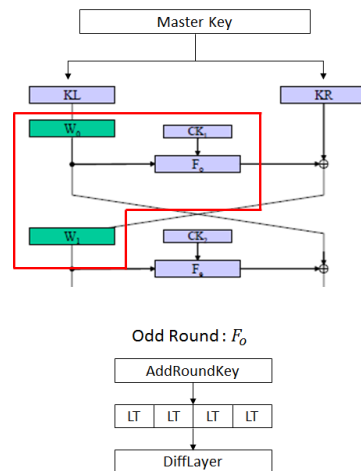 Master Key
KL
KR
W₀
CK₁
Fₒ
W₁
CK₂
Fₑ
Odd Round : Fₒ
AddRoundKey
LT LT LT LT
DiffLayer